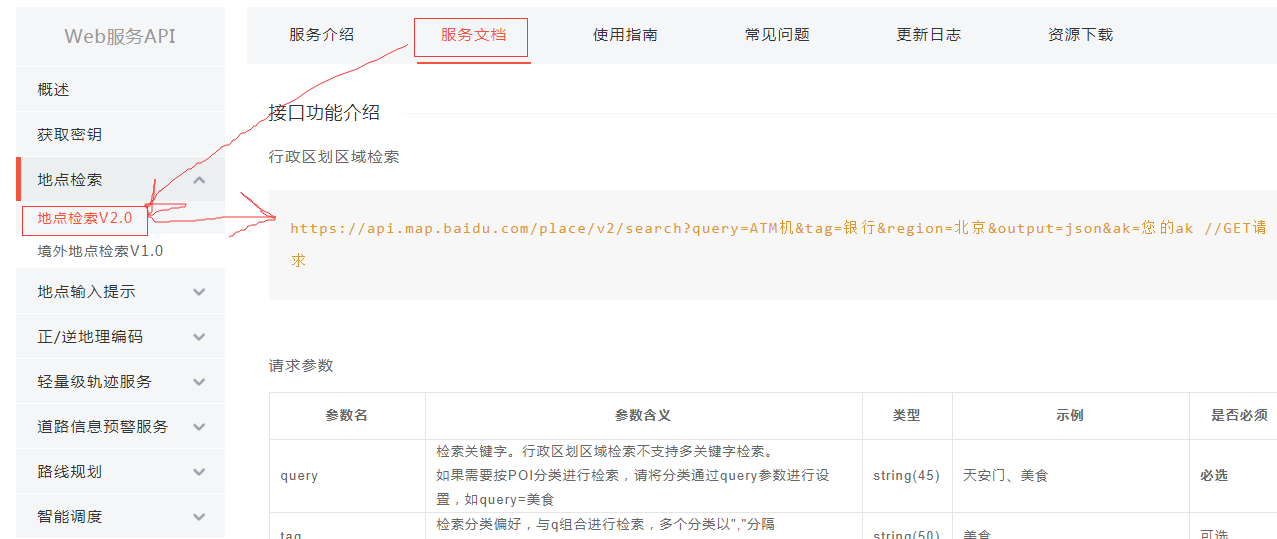 Web服务API
服务介绍
服务文档
使用指南
常见问题
更新日志
资源下载
概述
获取密钥
地点检索
地点检索V2.0
境外地点检索V1.0
地点输入提示
正/逆地理编码
轻量级轨迹服务
道路信息预警服务
路线规划
智能调度
接口功能介绍
行政区划区域检索
https://api.map.baidu.com/place/v2/search?query=ATM机&tag=银行&region=北京&output=json&ak=您的ak //GET请
求
请求参数
参数名
参数含义
类型
示例
是否必须
query
检索关键字。行政区划区域检索不支持多关键字检索。
如果需要按POI分类进行检索，请将分类通过query参数进行设
置，如query=美食
string(45)
天安门、美食
必选
tag
检索分类偏好，与q组合进行检索，多个分类以","分隔
string(50)
美食
可选